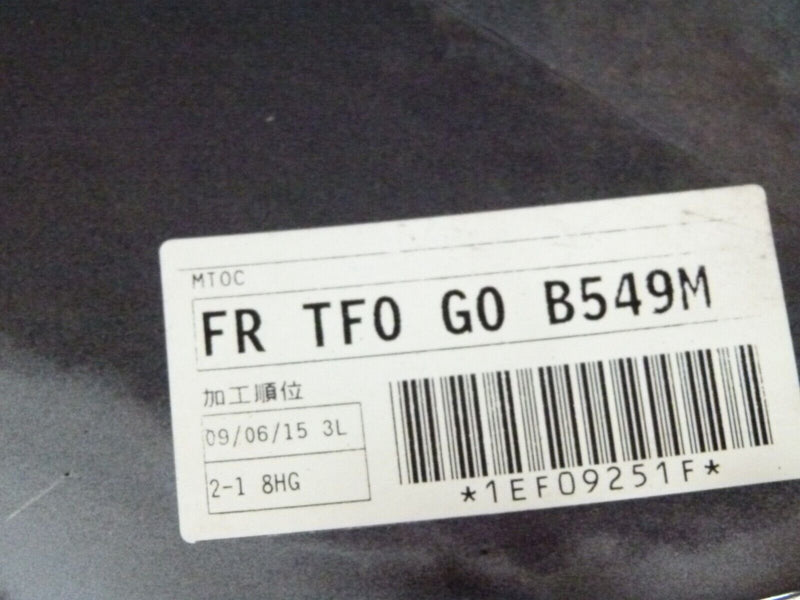 MTOC
FR TF0 G0 B549M
加工順位
09/06/15 3L
2-1 8HG
*1EF09251F*